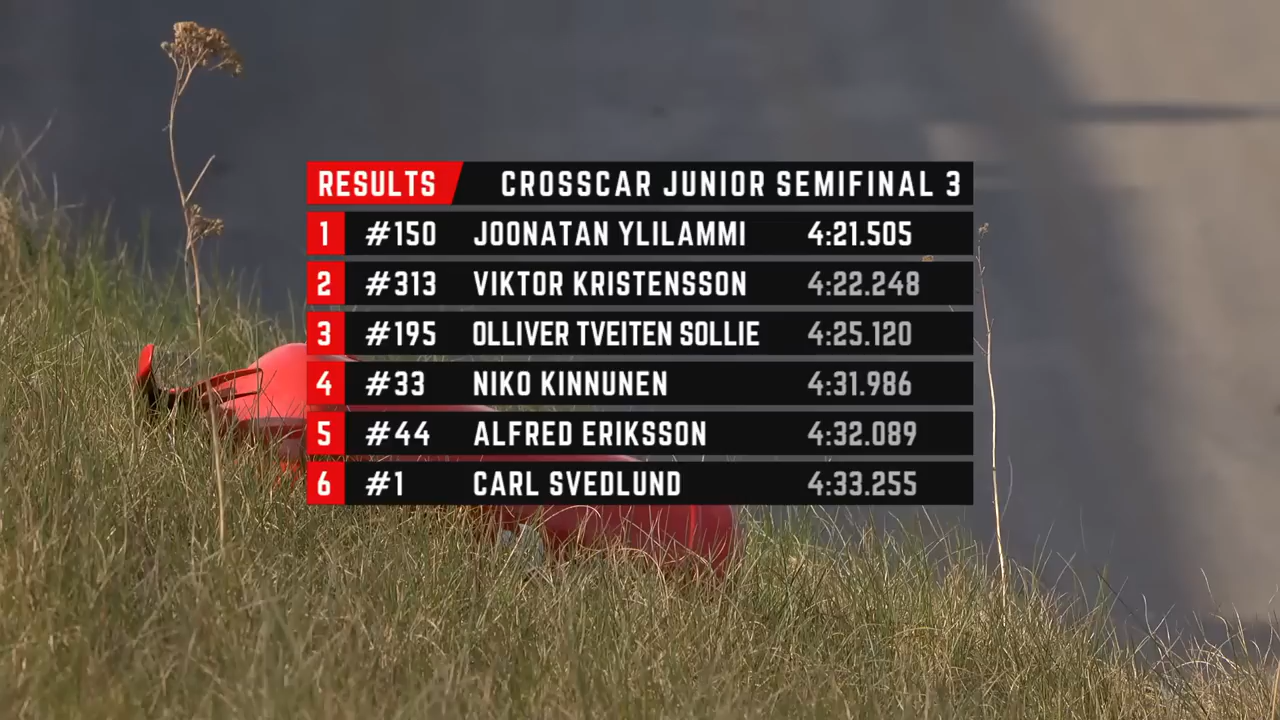 RESULTS CROSSCAR JUNIOR SEMIFINAL 3
1 #150 JOONATAN YLILAMMI 4:21.505
2 #313 VIKTOR KRISTENSSON 4:22.248
3 #195 OLLIVER TVEITEN SOLLIE 4:25.120
4 #33 NIKO KINNUNEN 4:31.986
5 #44 ALFRED ERIKSSON 4:32.089
6 #1 CARL SVEDLUND 4:33.255